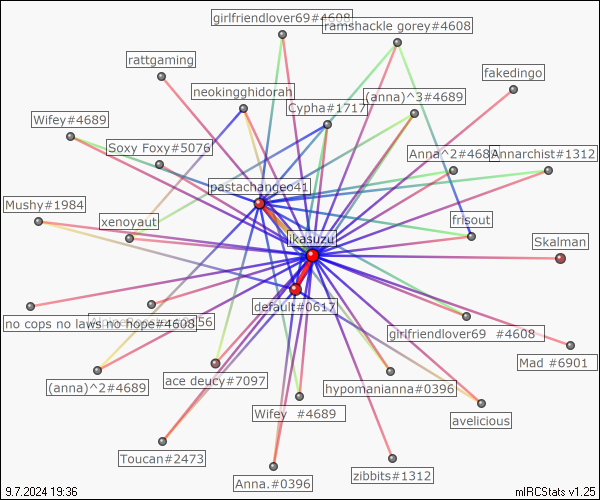 girlfriendlover69#4608
ramshackle gorey#4608
rattgaming
fakedingo
neokingghidorah
(anna)^3#4689
Cypha#1717
Wifey#4689
Soxy Foxy#5076
Anna^2#4689
Annarchist#1312
pastachangeo41
Mushy#1984
xenoyaut
frisout
ikasuzu
Skalman
default#0617
no cops no laws no hope#4608
girlfriendlover69 #4608
Mad #6901
(anna)^2#4689
ace deucy#7097
hypomanianna#0396
Wifey #4689
avelicious
Toucan#2473
Anna.#0396
zibbits#1312
9.7.2024 19:36
mIRCStats v1.25